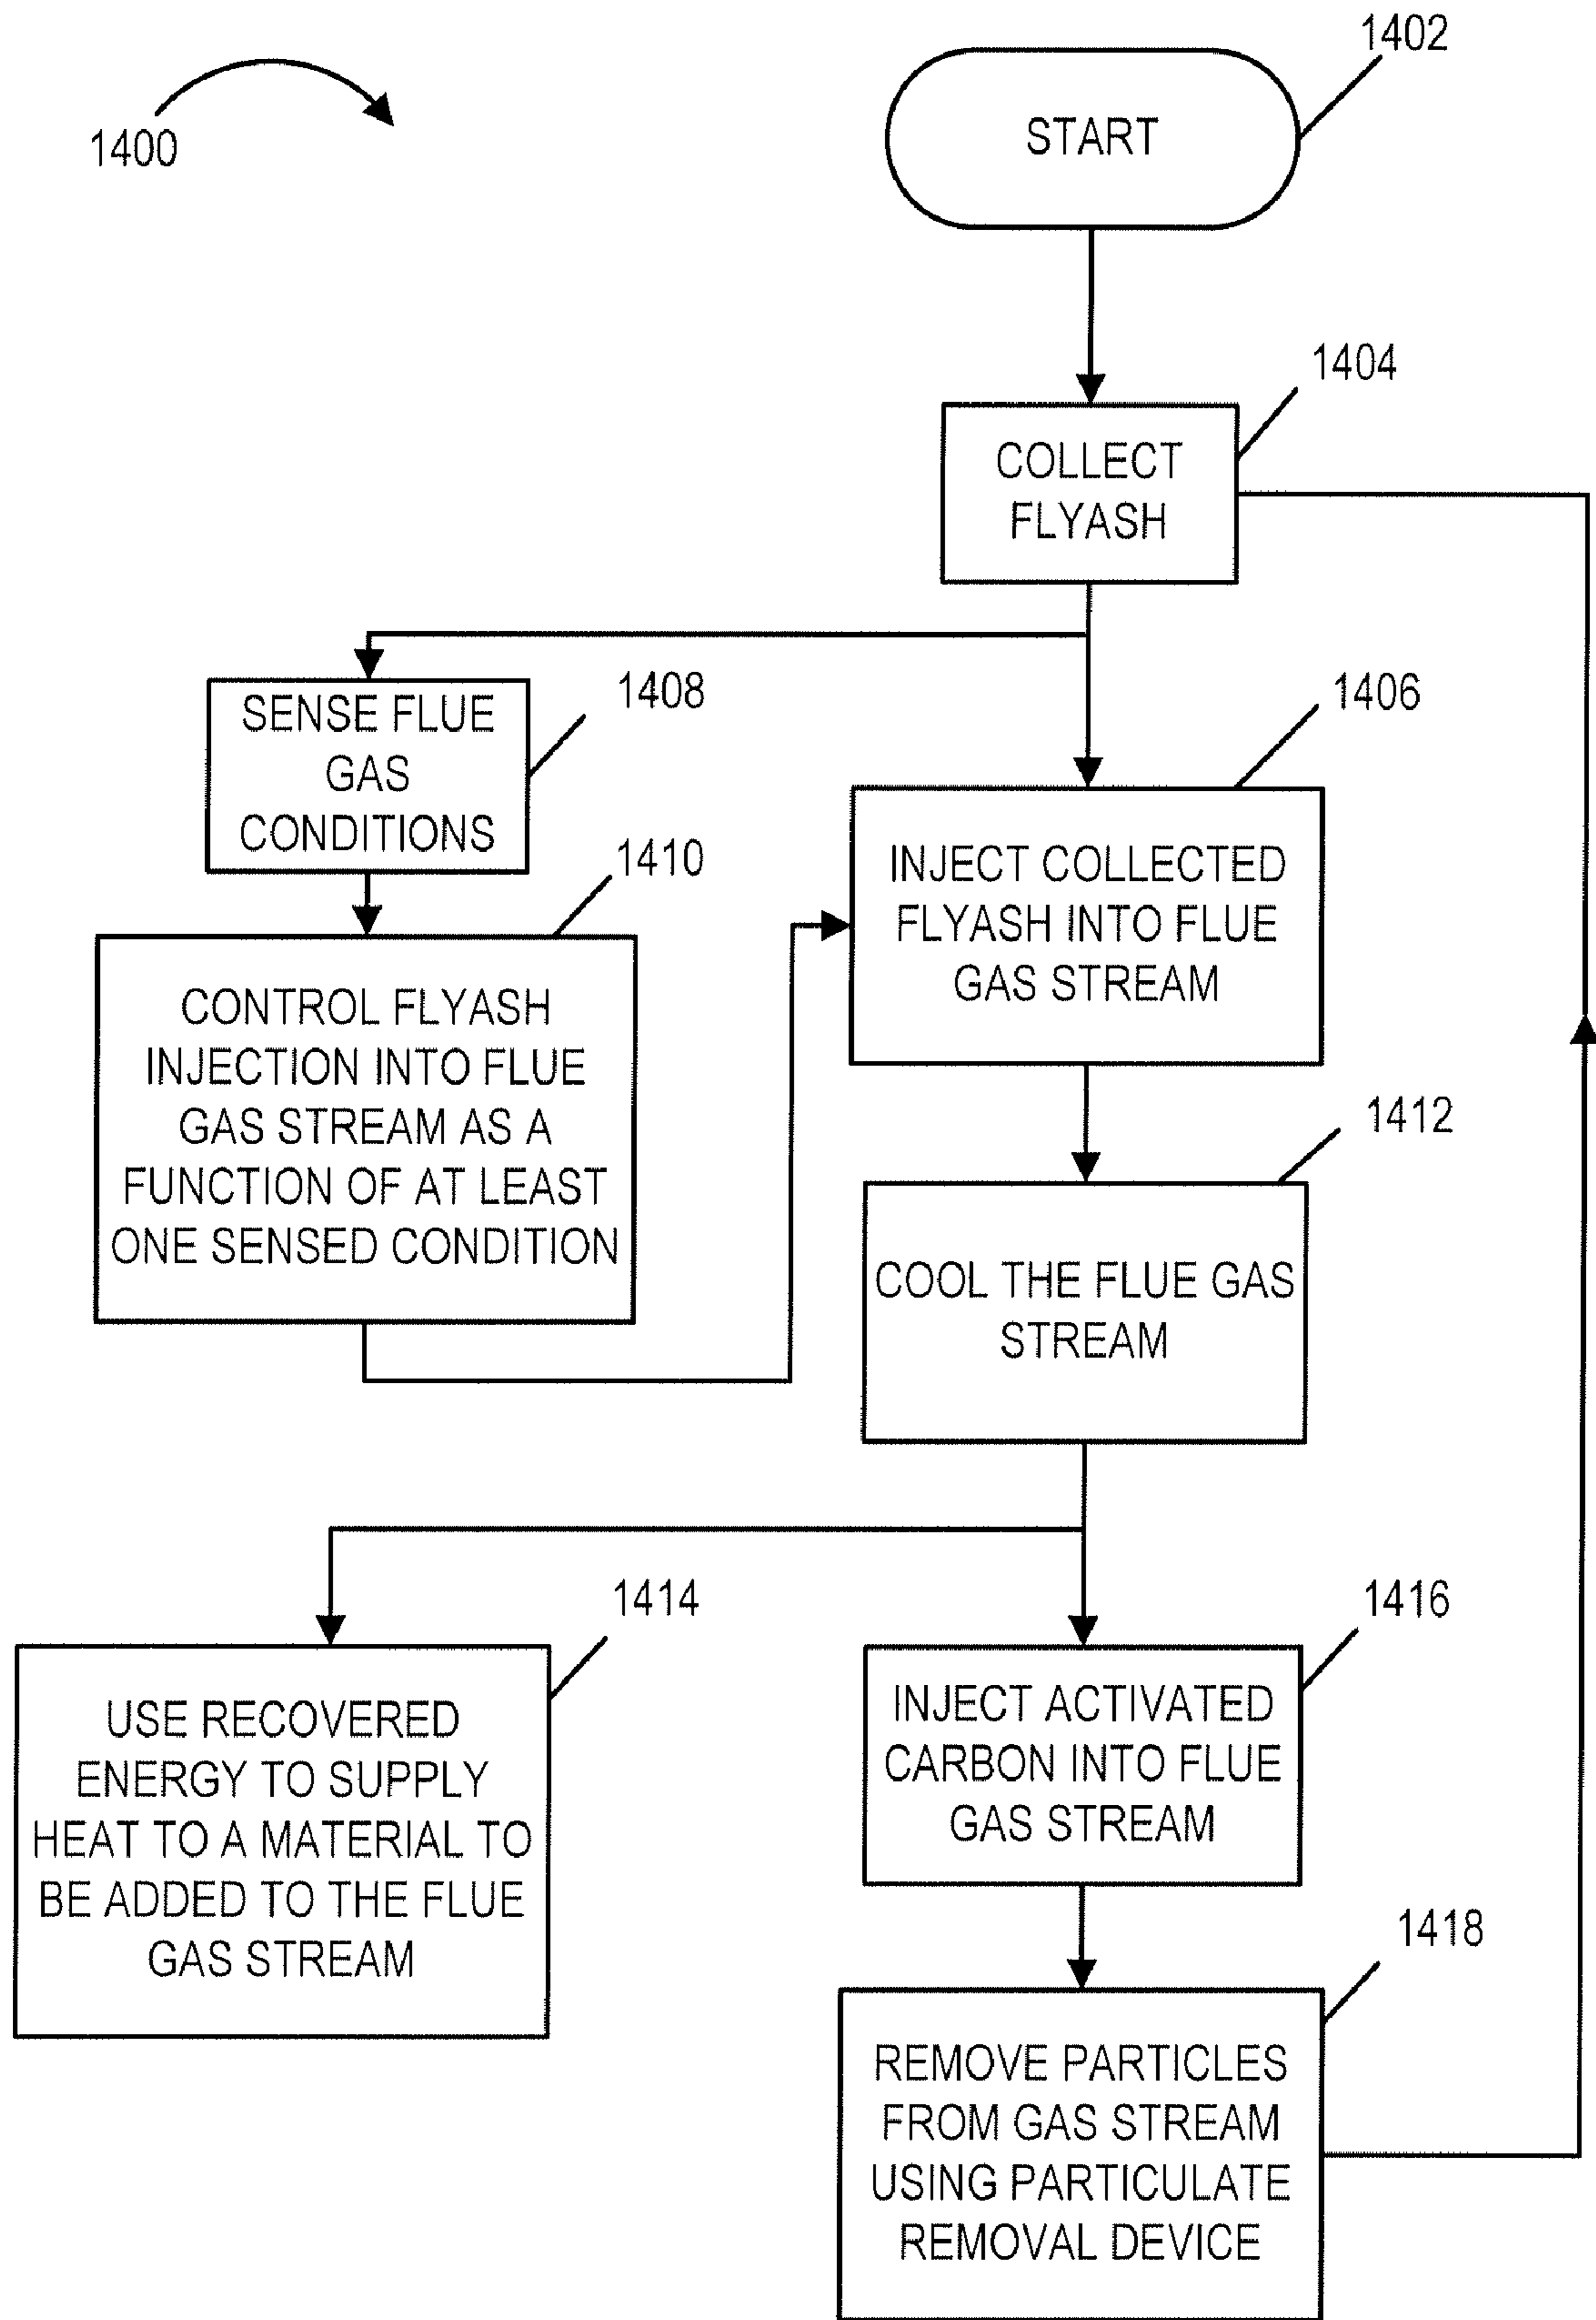 1402
START
1400
1404
COLLECT
FLYASH
1408
SENSE FLUE
GAS
CONDITIONS
1406
INJECT COLLECTED
FLYASH INTO FLUE
GAS STREAM
1410
CONTROL FLYASH
INJECTION INTO FLUE
GAS STREAM AS A
FUNCTION OF AT LEAST
ONE SENSED CONDITION
1412
COOL THE FLUE GAS
STREAM
1414
USE RECOVERED
ENERGY TO SUPPLY
HEAT TO A MATERIAL TO
BE ADDED TO THE FLUE
GAS STREAM
1416
INJECT ACTIVATED
CARBON INTO FLUE
GAS STREAM
1418
REMOVE PARTICLES
FROM GAS STREAM
USING PARTICULATE
REMOVAL DEVICE